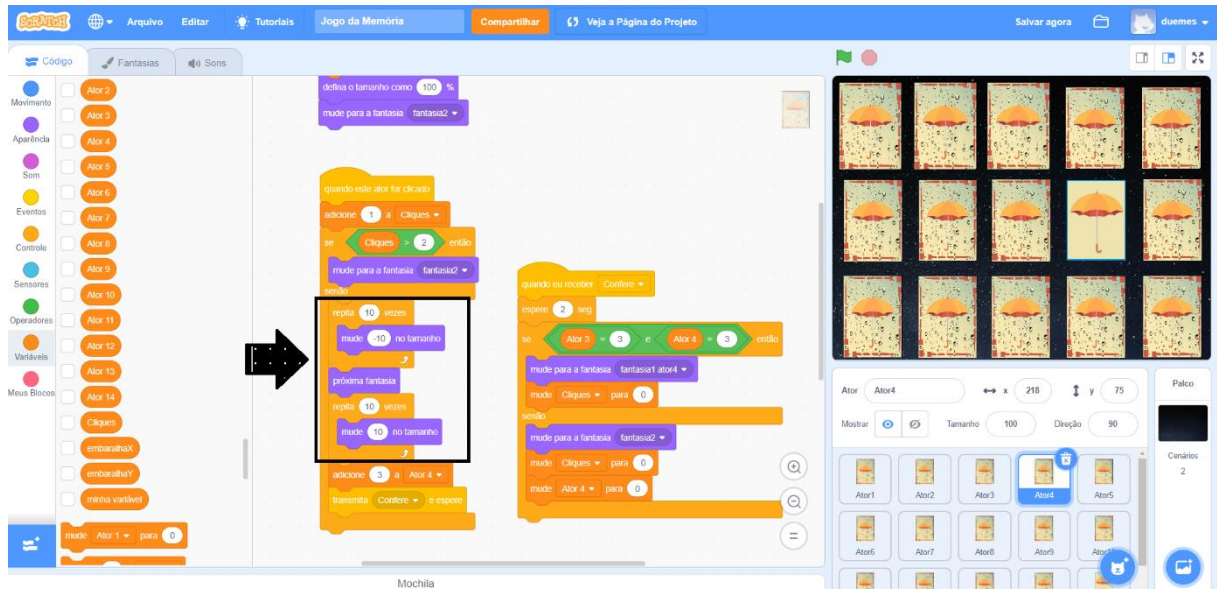 SCRATCH Arquivo Editar Tutoriais Jogo da Memória Compartilhar Veja a Página do Projeto Salvar agora duemes
Código Fantasias Sons
Movimento
Aparência
Som
Eventos
Controle
Sensores
Operadores
Variáveis
Meus Blocos
Ator 2
Ator 3
Ator 4
Ator 5
Ator 6
Ator 7
Ator 8
Ator 9
Ator 10
Ator 11
Ator 12
Ator 13
Ator 14
Cliques
embaralhaX
embaralhaY
minha variável
mude Ator 1 para 0
defina o tamanho como 100 %
mude para a fantasia fantasia2
quando este ator for clicado
adicione 1 a Cliques
se Cliques > 2 então
mude para a fantasia fantasia2
senão
repita 10 vezes
mude -10 no tamanho
próxima fantasia
repita 10 vezes
mude 10 no tamanho
adicione 3 a Ator 4
transmita Confere e espere
quando eu receber Confere
espere 2 seg
se Ator 3 = 3 e Ator 4 = 3 então
mude para a fantasia fantasia1 ator4
mude Cliques para 0
senão
mude para a fantasia fantasia2
mude Cliques para 0
mude Ator 4 para 0
Mochila
Ator Ator4 x 218 y 75
Mostrar Tamanho 100 Direção 90
Ator1 Ator2 Ator3 Ator4 Ator5
Ator6 Ator7 Ator8 Ator9
Palco
Cenários
2